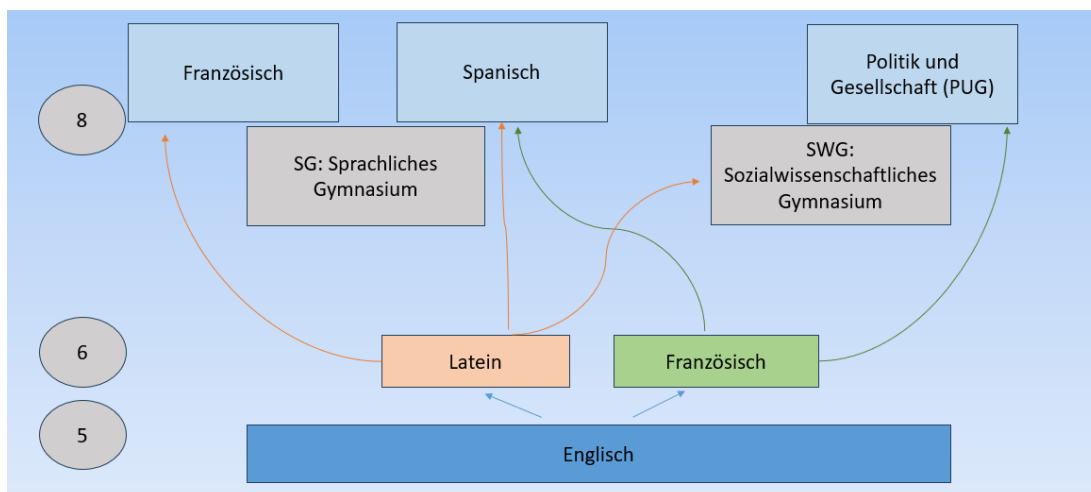 Französisch
Spanisch
Politik und
Gesellschaft (PUG)
8
SG: Sprachliches
Gymnasium
SWG:
Sozialwissenschaftliches
Gymnasium
6
Latein
Französisch
5
Englisch